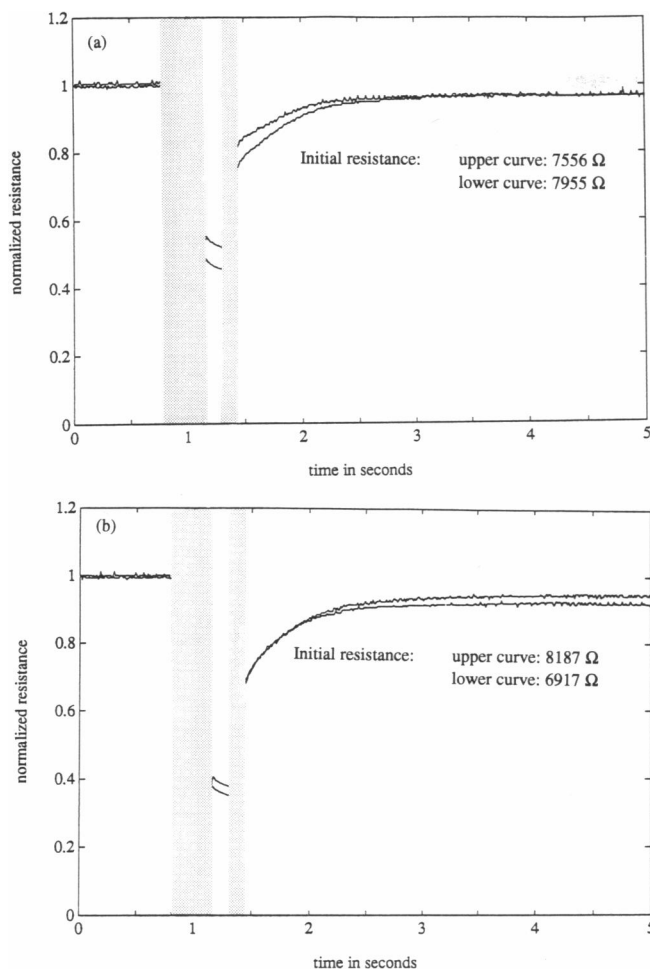 1.2
(a)
1
0.8
Initial resistance: upper curve: 7556 Ω
lower curve: 7955 Ω
0.6
0.4
0.2
0
0 1 2 3 4 5
normalized resistance
time in seconds
1.2
(b)
1
0.8
Initial resistance: upper curve: 8187 Ω
lower curve: 6917 Ω
0.6
0.4
0.2
0
0 1 2 3 4 5
normalized resistance
time in seconds